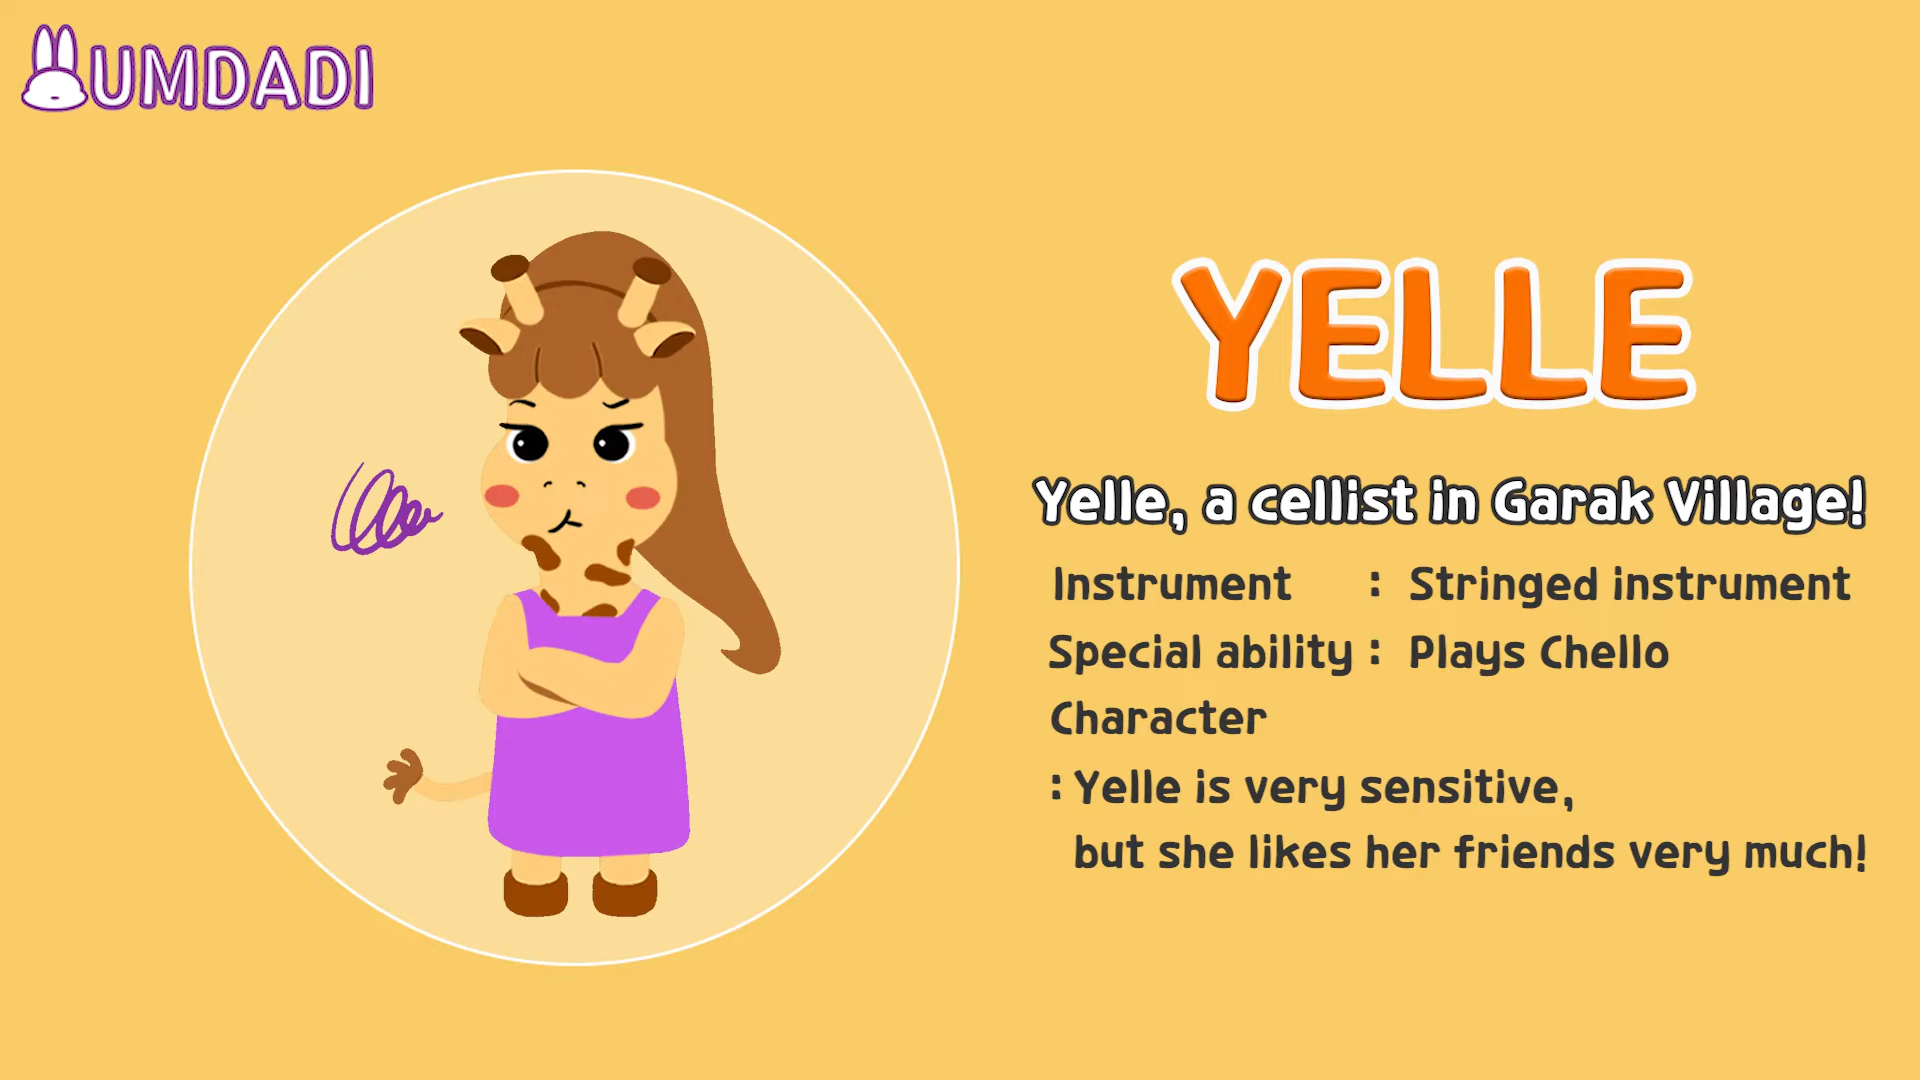 UMDADI
YELLE
Yelle, a cellist in Garak Village!
Instrument : Stringed instrument
Special ability : Plays Chello
Character
: Yelle is very sensitive,
but she likes her friends very much!